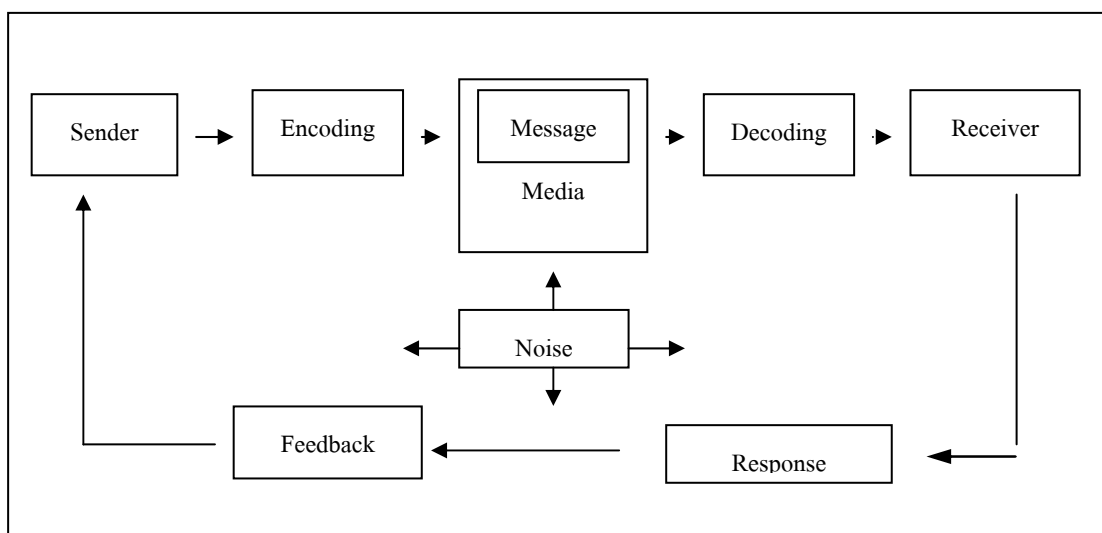 Sender
Encoding
Message
Media
Decoding
Receiver
Noise
Feedback
Response